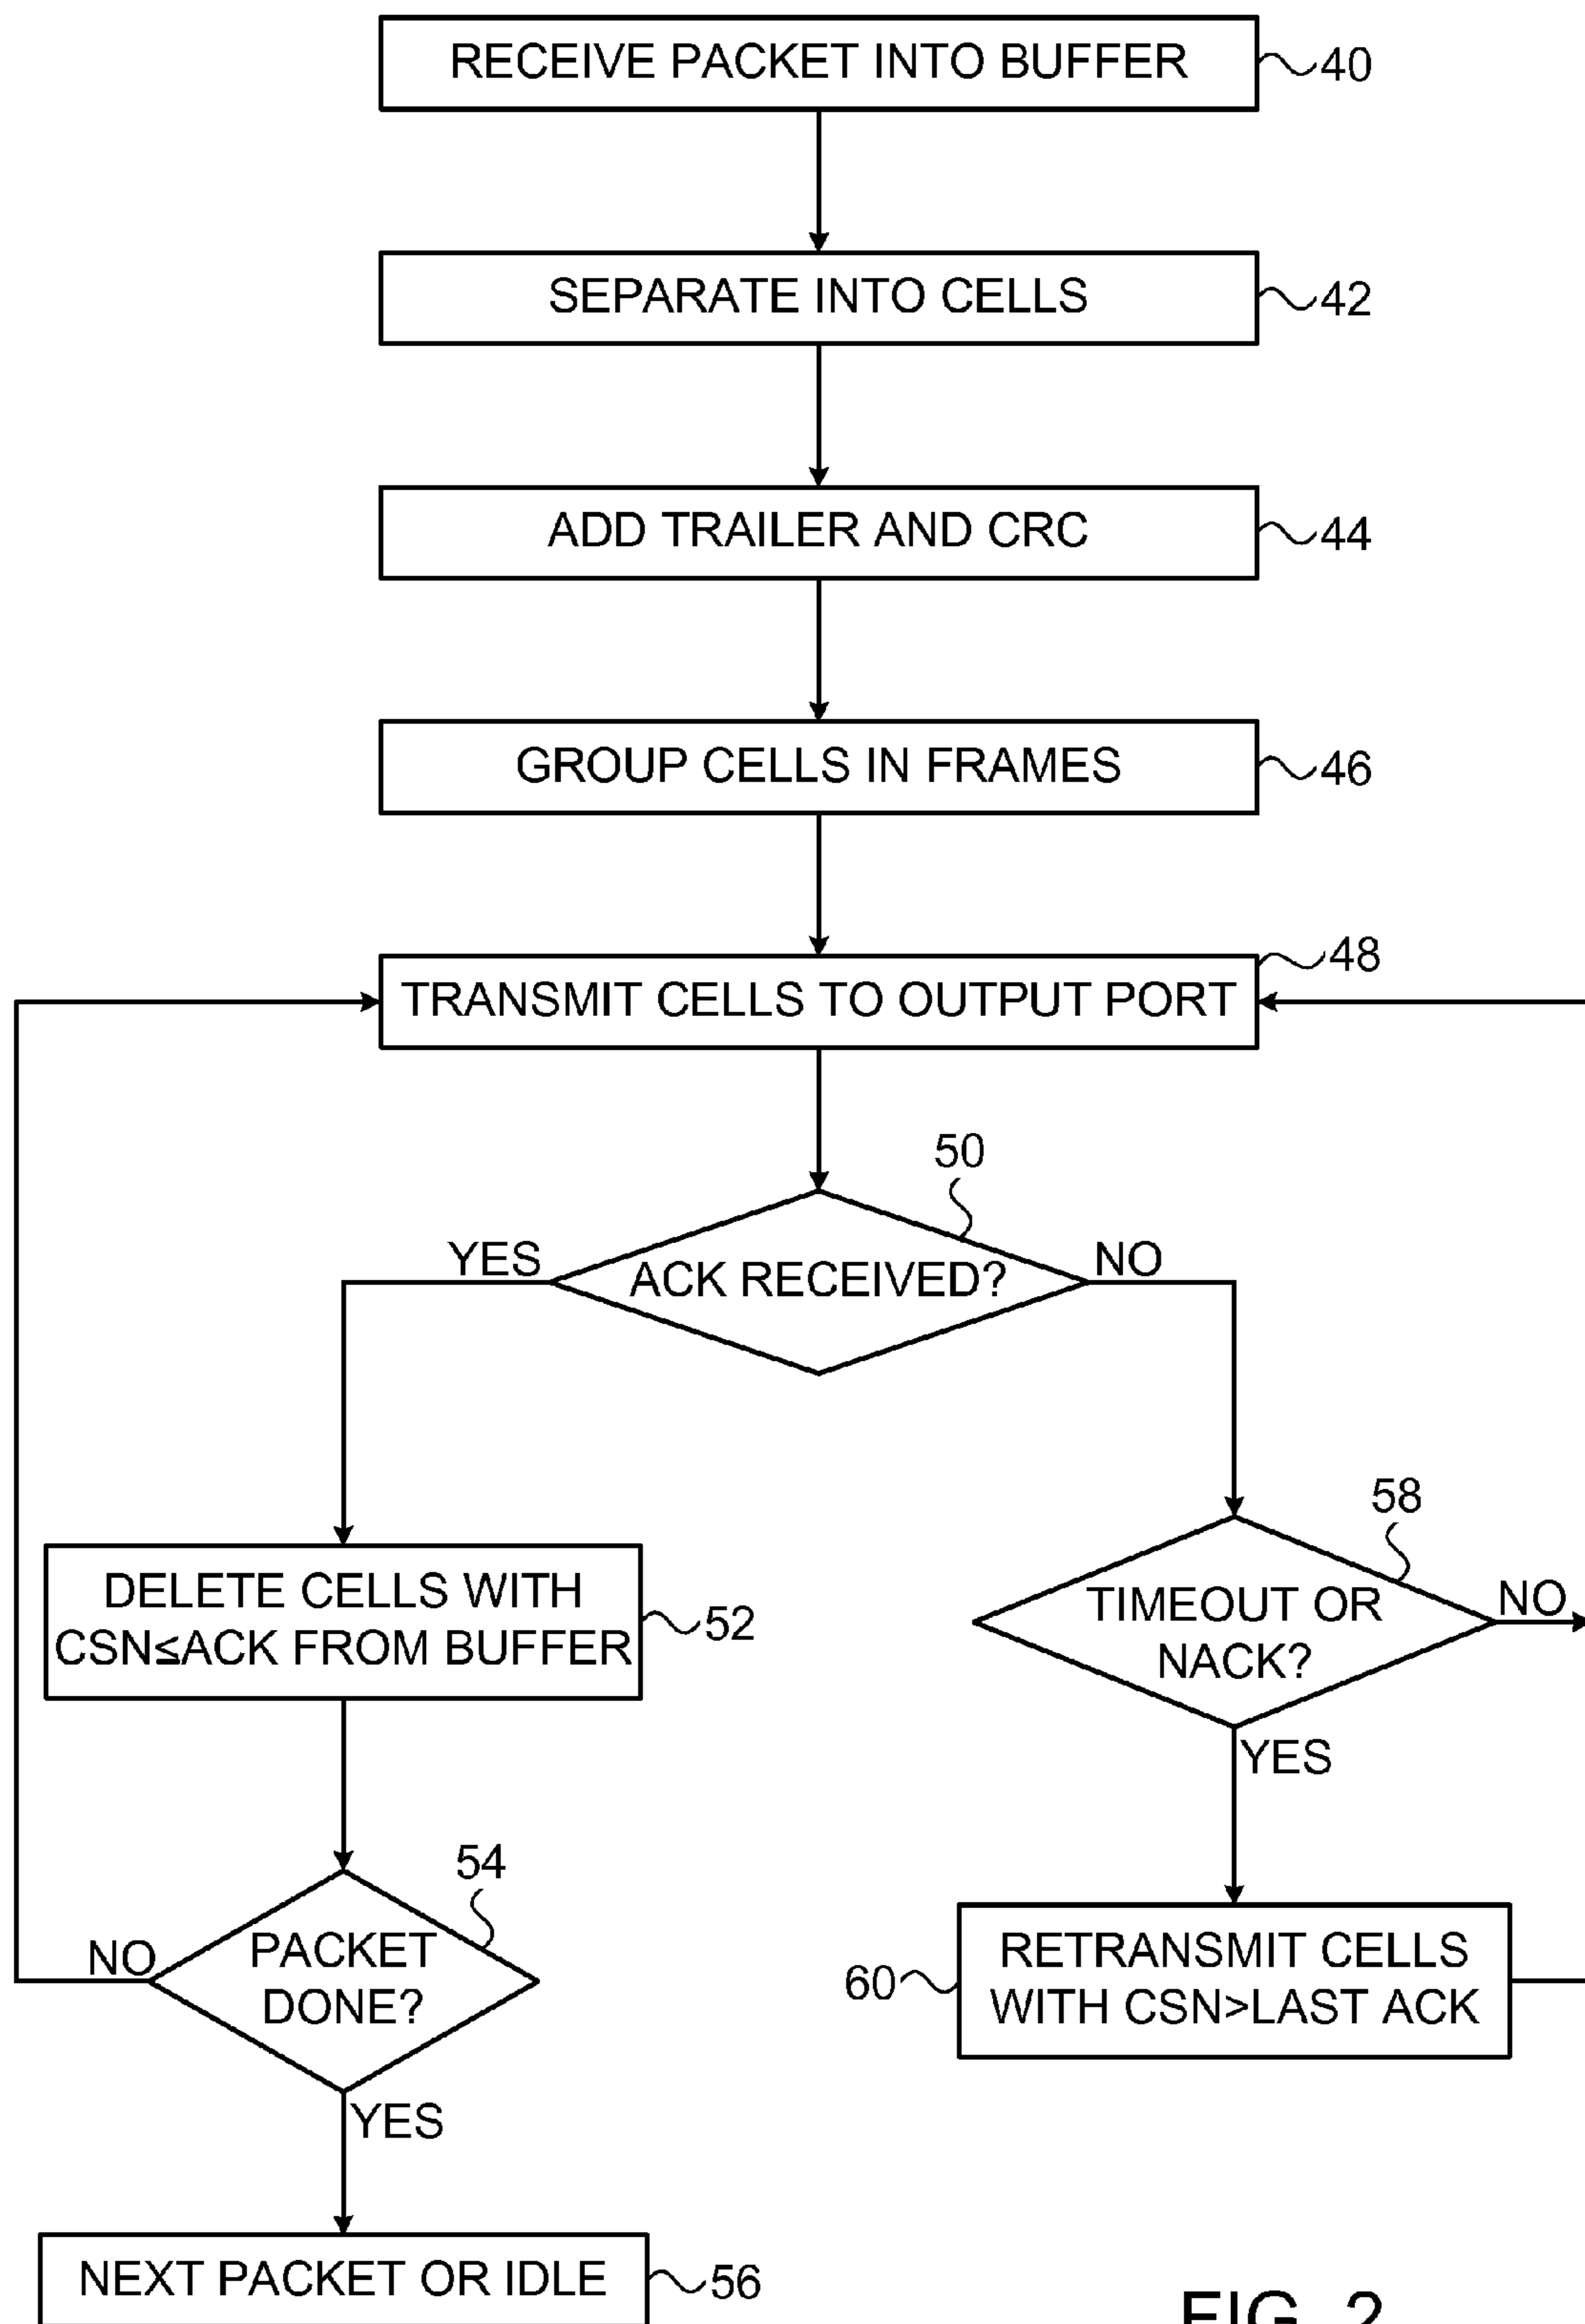 RECEIVE PACKET INTO BUFFER
40
SEPARATE INTO CELLS
42
ADD TRAILER AND CRC
44
GROUP CELLS IN FRAMES
46
48
TRANSMIT CELLS TO OUTPUT PORT
50
YES
ACK RECEIVED?
NO
58
DELETE CELLS WITH
CSN≤ACK FROM BUFFER
52
TIMEOUT OR
NACK?
NO
YES
54
NO
PACKET
DONE?
60
RETRANSMIT CELLS
WITH CSN>LAST ACK
YES
NEXT PACKET OR IDLE
56
FIG. 2